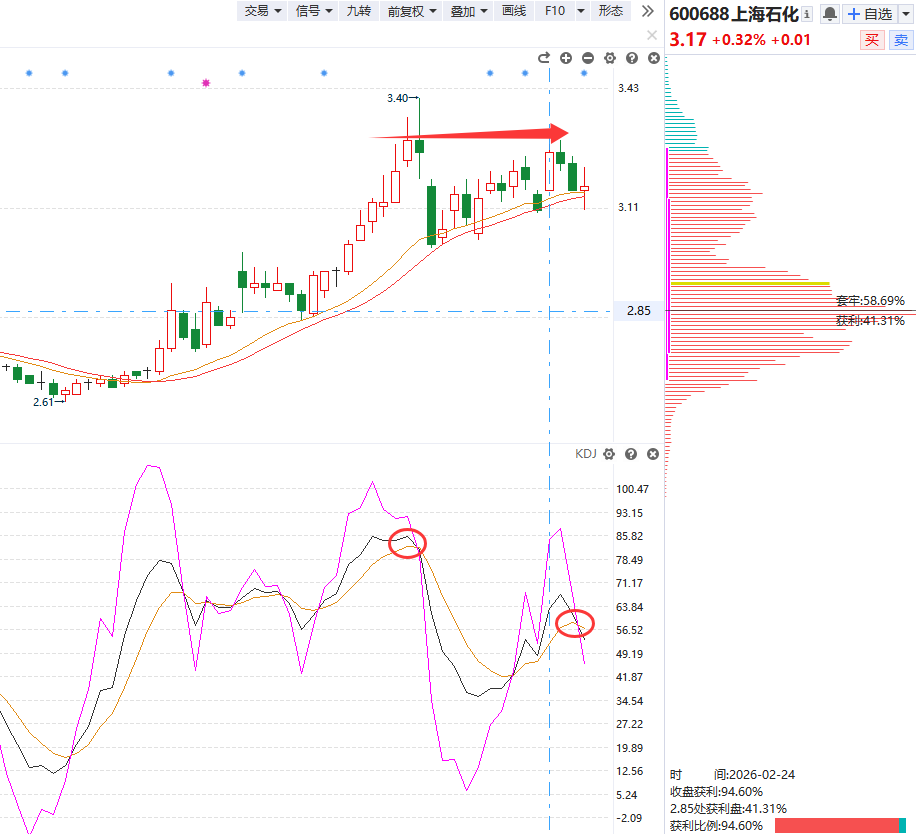 交易 信号 九转 前复权 叠加 画线 F10 形态
600688上海石化 i + 自选
3.17 +0.32% +0.01 买 卖
3.43
3.40
3.11
2.85
2.61
套牢:58.69%
获利:41.31%
KDJ
100.47
93.15
85.82
78.49
71.17
63.84
56.52
49.19
41.87
34.54
27.22
19.89
12.56
5.24
-2.09
时 间:2026-02-24
收盘获利:94.60%
2.85处获利盘:41.31%
获利比例:94.60%